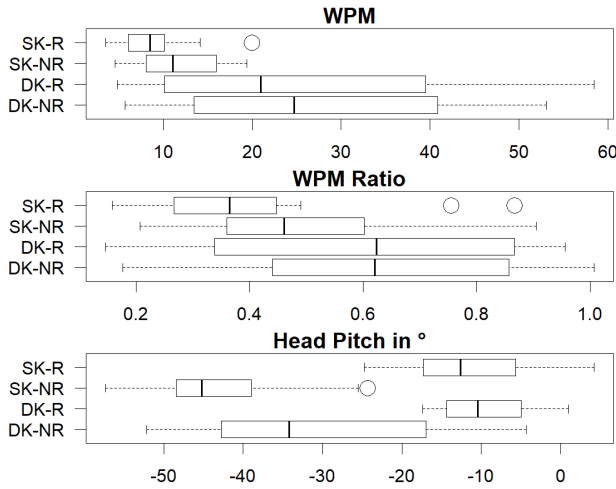 WPM
SK-R
SK-NR
DK-R
DK-NR
10 20 30 40 50 60
WPM Ratio
SK-R
SK-NR
DK-R
DK-NR
0.2 0.4 0.6 0.8 1.0
Head Pitch in °
SK-R
SK-NR
DK-R
DK-NR
-50 -40 -30 -20 -10 0